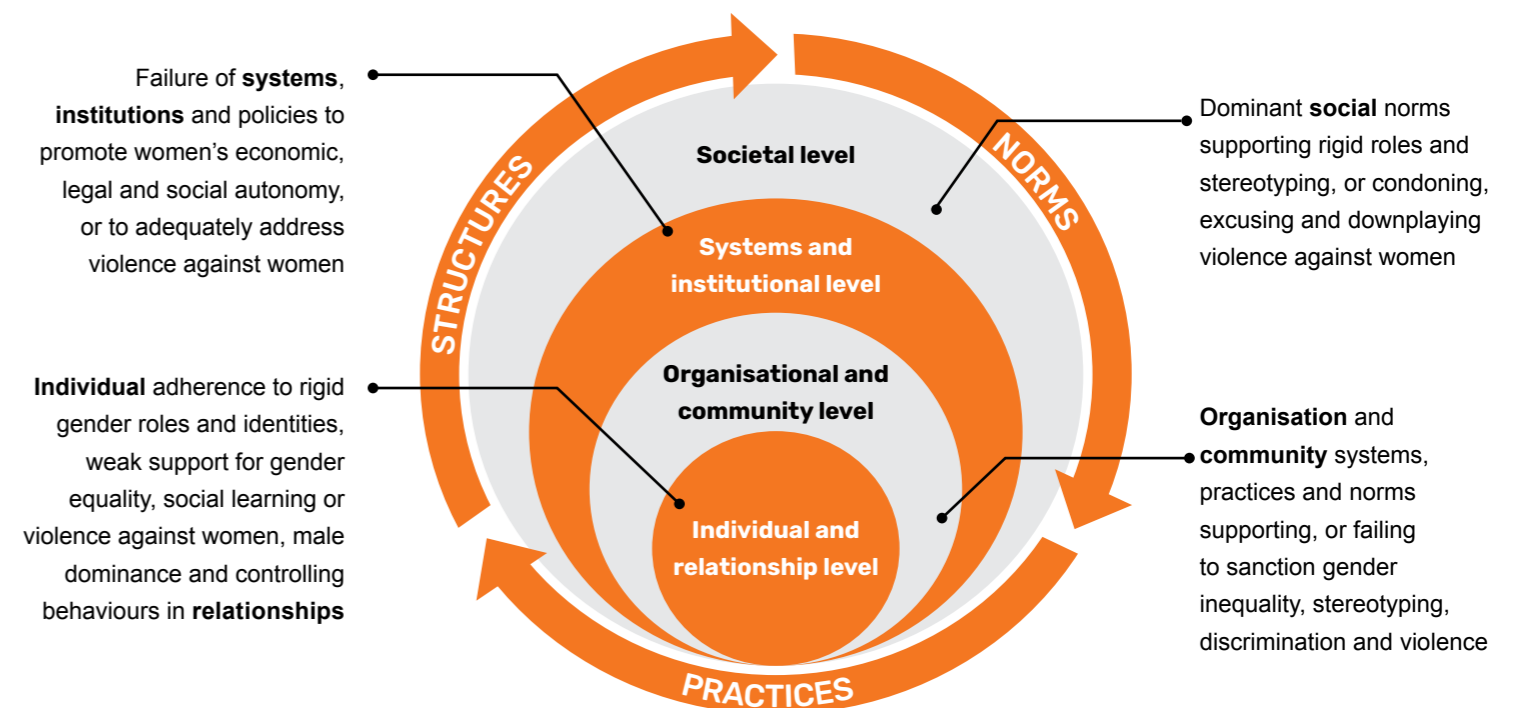 Failure of systems,
institutions and policies to
promote women’s economic,
legal and social autonomy,
or to adequately address
violence against women
Individual adherence to rigid
gender roles and identities,
weak support for gender
equality, social learning or
violence against women, male
dominance and controlling
behaviours in relationships
STRUCTURES
NORMS
PRACTICES
Societal level
Systems and
institutional level
Organisational and
community level
Individual and
relationship level
Dominant social norms
supporting rigid roles and
stereotyping, or condoning,
excusing and downplaying
violence against women
Organisation and
community systems,
practices and norms
supporting, or failing
to sanction gender
inequality, stereotyping,
discrimination and violence